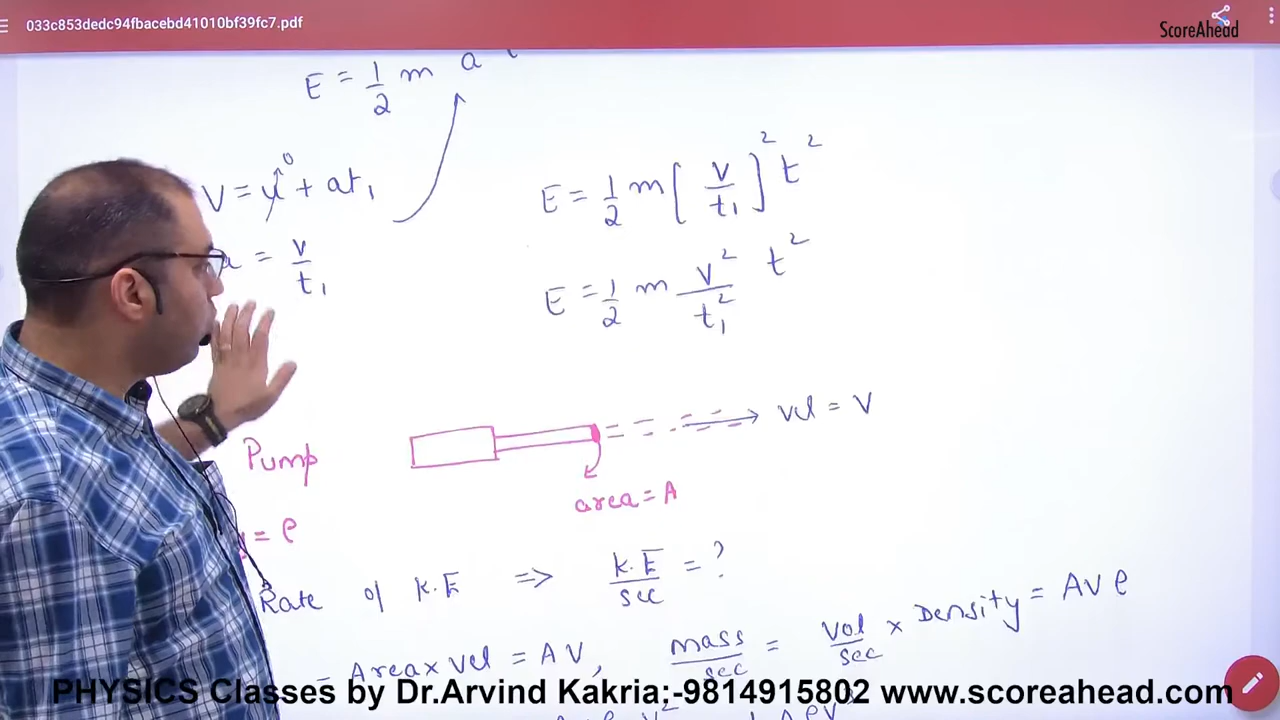 033c853dedc94fbacebd41010bf39fc7.pdf
ScoreAhead
E = 1/2 m a
V = u⁰ + at₁
E = 1/2 m [v/t₁]² t²
= v/t₁
E = 1/2 m v²/t₁² t²
vel = V
Pump
area = A
= ρ
Rate of K.E ⇒ K.E/sec = ?
= Area x vel = AV, mass/sec = vol/sec x Density = AVρ
PHYSICS Classes by Dr.Arvind Kakria;-9814915802 www.scoreahead.com